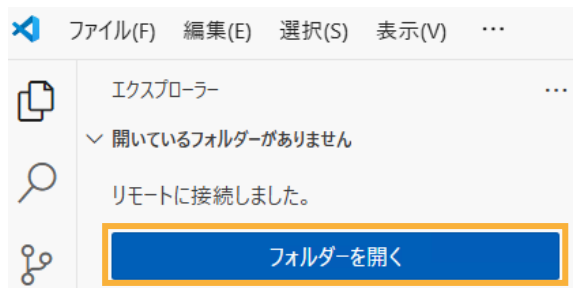 ファイル(F) 編集(E) 選択(S) 表示(V) …
エクスプローラー …
開いているフォルダーがありません
リモートに接続しました。
フォルダーを開く